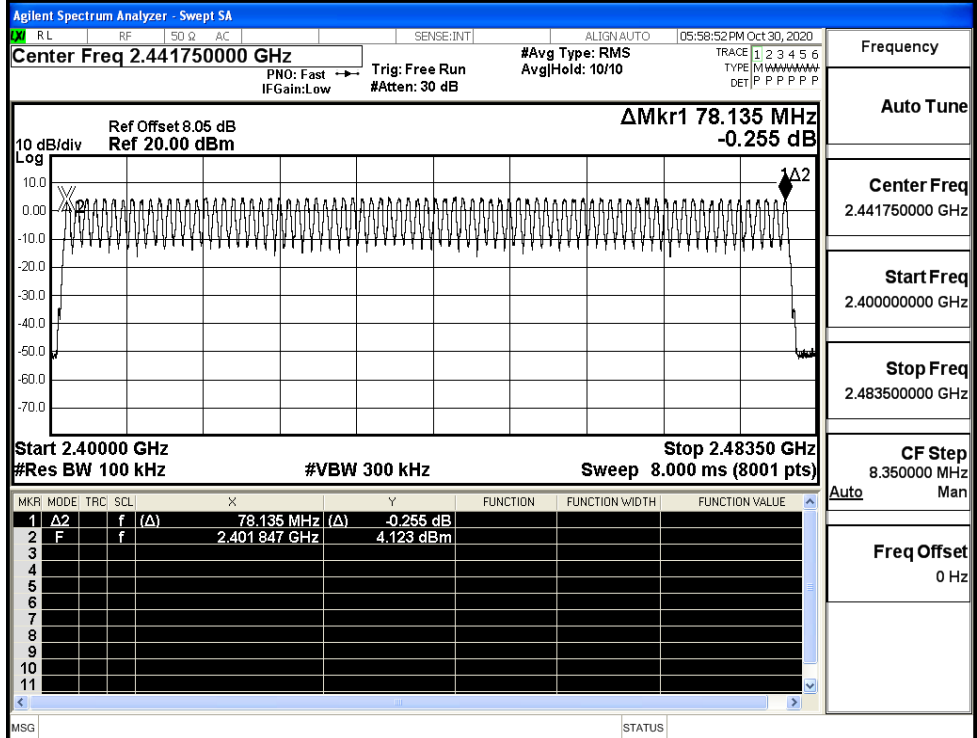 Agilent Spectrum Analyzer - Swept SA
LXI RL RF 50 Ω AC SENSE:INT ALIGN AUTO 05:58:52 PM Oct 30, 2020
Center Freq 2.441750000 GHz
#Avg Type: RMS
TRACE 1 2 3 4 5 6
PNO: Fast
Trig: Free Run
Avg|Hold: 10/10
TYPE M WWWWW
IFGain:Low
#Atten: 30 dB
DET P P P P P P
ΔMkr1 78.135 MHz
-0.255 dB
Ref Offset 8.05 dB
10 dB/div Ref 20.00 dBm
Log
10.0
0.00
-10.0
-20.0
-30.0
-40.0
-50.0
-60.0
-70.0
X2
1Δ2
Start 2.40000 GHz
Stop 2.48350 GHz
#Res BW 100 kHz
#VBW 300 kHz
Sweep 8.000 ms (8001 pts)
MKR MODE TRC SCL X Y FUNCTION FUNCTION WIDTH FUNCTION VALUE
1 Δ2 f (Δ) 78.135 MHz (Δ) -0.255 dB
2 F f 2.401 847 GHz 4.123 dBm
3
4
5
6
7
8
9
10
11
MSG
STATUS
Frequency
Auto Tune
Center Freq
2.441750000 GHz
Start Freq
2.400000000 GHz
Stop Freq
2.483500000 GHz
CF Step
8.350000 MHz
Auto Man
Freq Offset
0 Hz